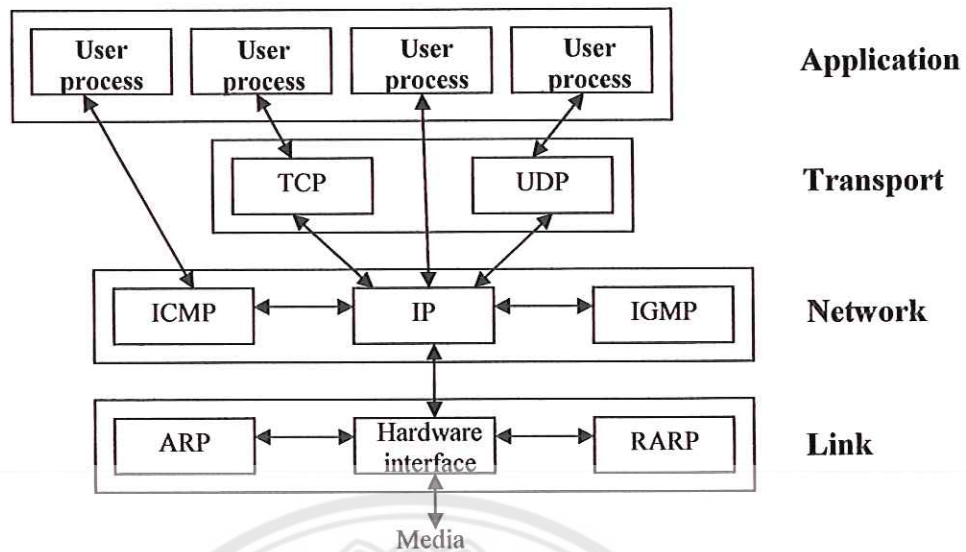 User process User process User process User process Application
TCP UDP Transport
ICMP IP IGMP Network
ARP Hardware interface RARP Link
Media